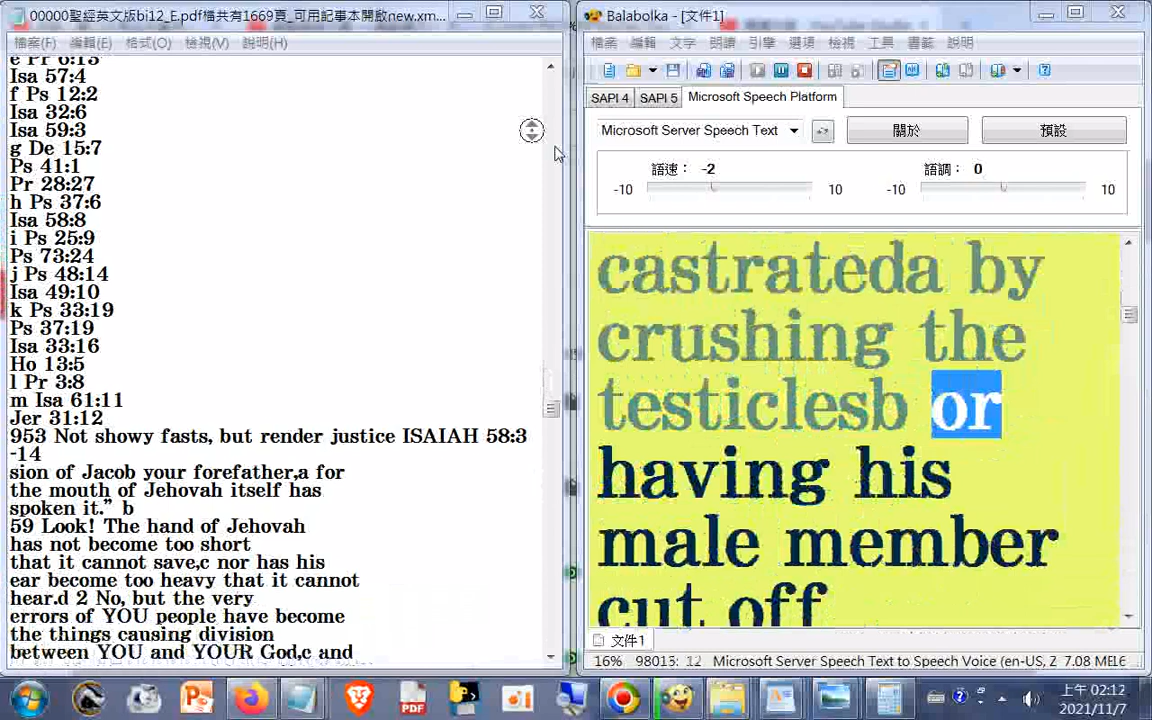 00000聖經英文版bi12_E.pdf檔共有1669頁_可用記事本開啟new.xm...
檔案(F) 編輯(E) 格式(O) 檢視(V) 說明(H)
e Pr 6:13
Isa 57:4
f Ps 12:2
Isa 32:6
Isa 59:3
g De 15:7
Ps 41:1
Pr 28:27
h Ps 37:6
Isa 58:8
i Ps 25:9
Ps 73:24
j Ps 48:14
Isa 49:10
k Ps 33:19
Ps 37:19
Isa 33:16
Ho 13:5
l Pr 3:8
m Isa 61:11
Jer 31:12
953 Not showy fasts, but render justice ISAIAH 58:3
-14
sion of Jacob your forefather,a for
the mouth of Jehovah itself has
spoken it.” b
59 Look! The hand of Jehovah
has not become too short
that it cannot save,c nor has his
ear become too heavy that it cannot
hear.d 2 No, but the very
errors of YOU people have become
the things causing division
between YOU and YOUR God,c and
Balabolka - [文件1]
檔案 編輯 文字 朗讀 引擎 選項 檢視 工具 書籤 說明
SAPI 4 SAPI 5 Microsoft Speech Platform
Microsoft Server Speech Text 關於 預設
語速： -2 語調： 0
-10 10 -10 10
castrateda by
crushing the
testiclesb or
having his
male member
cut off
文件1
16% 98015: 12 Microsoft Server Speech Text to Speech Voice (en-US, Z 7.08 ME
PDF
上午 02:12
2021/11/7